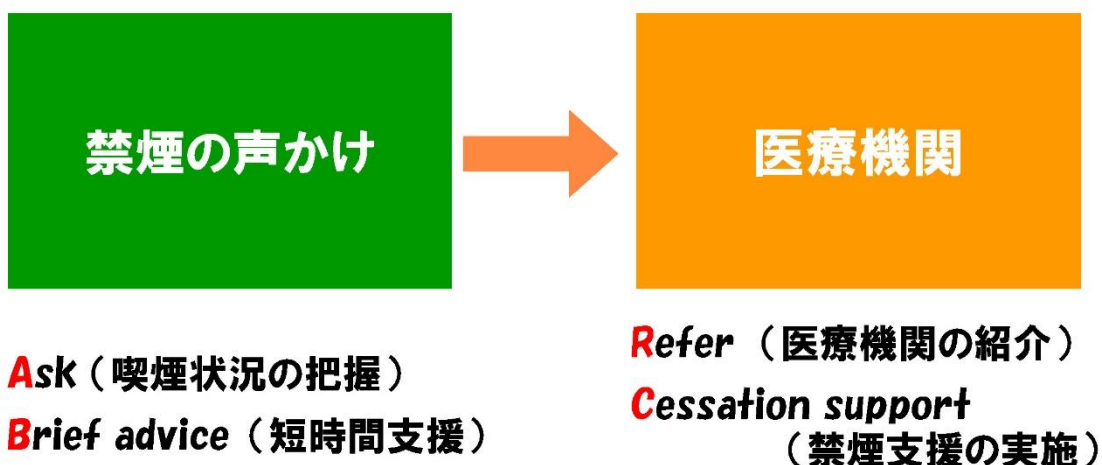 禁煙の声かけ
医療機関
Ask（喫煙状況の把握）
Brief advice（短時間支援）
Refer（医療機関の紹介）
Cessation support
（禁煙支援の実施）